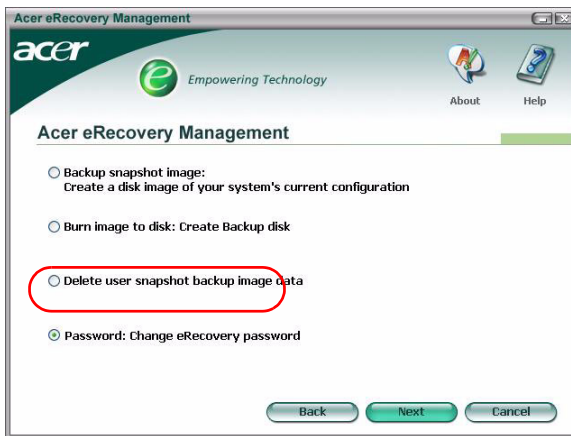 Acer eRecovery Management
acer
Empowering Technology
About
Help
Acer eRecovery Management
Backup snapshot image:
Create a disk image of your system's current configuration
Burn image to disk: Create Backup disk
Delete user snapshot backup image data
Password: Change eRecovery password
Back
Next
Cancel